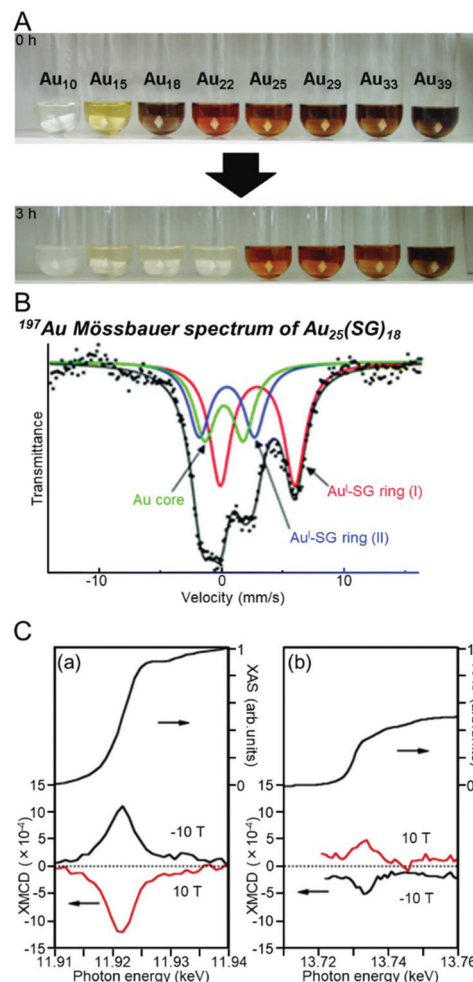 A
0 h
Au10 Au15 Au18 Au22 Au25 Au29 Au33 Au39
3 h
B
197Au Mössbauer spectrum of Au25(SG)18
Transmittance
Au core
AuI-SG ring (I)
AuI-SG ring (II)
-10 0 10
Velocity (mm/s)
C
(a)
1
XAS (arb.units)
0
15
10
5
0
-5
-10
-15
XMCD (× 10-4)
-10 T
10 T
11.91 11.92 11.93 11.94
Photon energy (keV)
(b)
1
(arb.units)
0
15
10
5
0
-5
-10
-15
XMCD (× 10-4)
10 T
-10 T
13.72 13.74 13.76
Photon energy (keV)